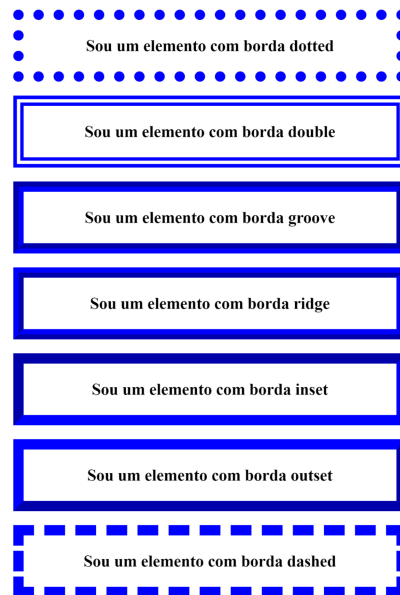 Sou um elemento com borda dotted
Sou um elemento com borda double
Sou um elemento com borda groove
Sou um elemento com borda ridge
Sou um elemento com borda inset
Sou um elemento com borda outset
Sou um elemento com borda dashed